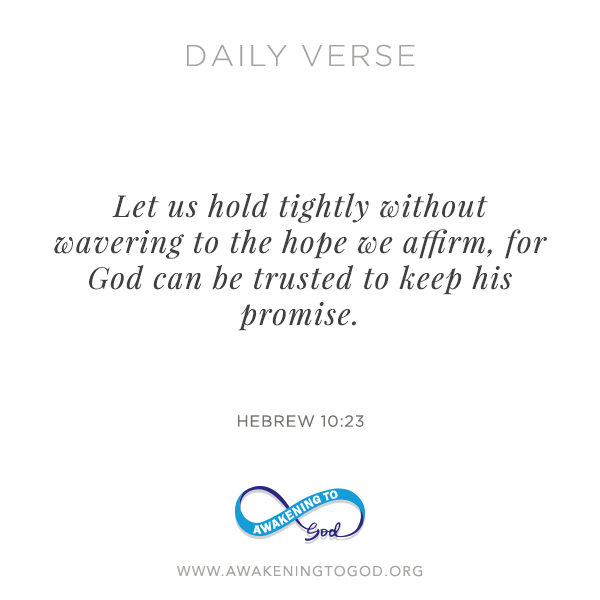 DAILY VERSE
Let us hold tightly without
wavering to the hope we affirm, for
God can be trusted to keep his
promise.
HEBREW 10:23
AWAKENING TO
God
WWW.AWAKENINGTOGOD.ORG